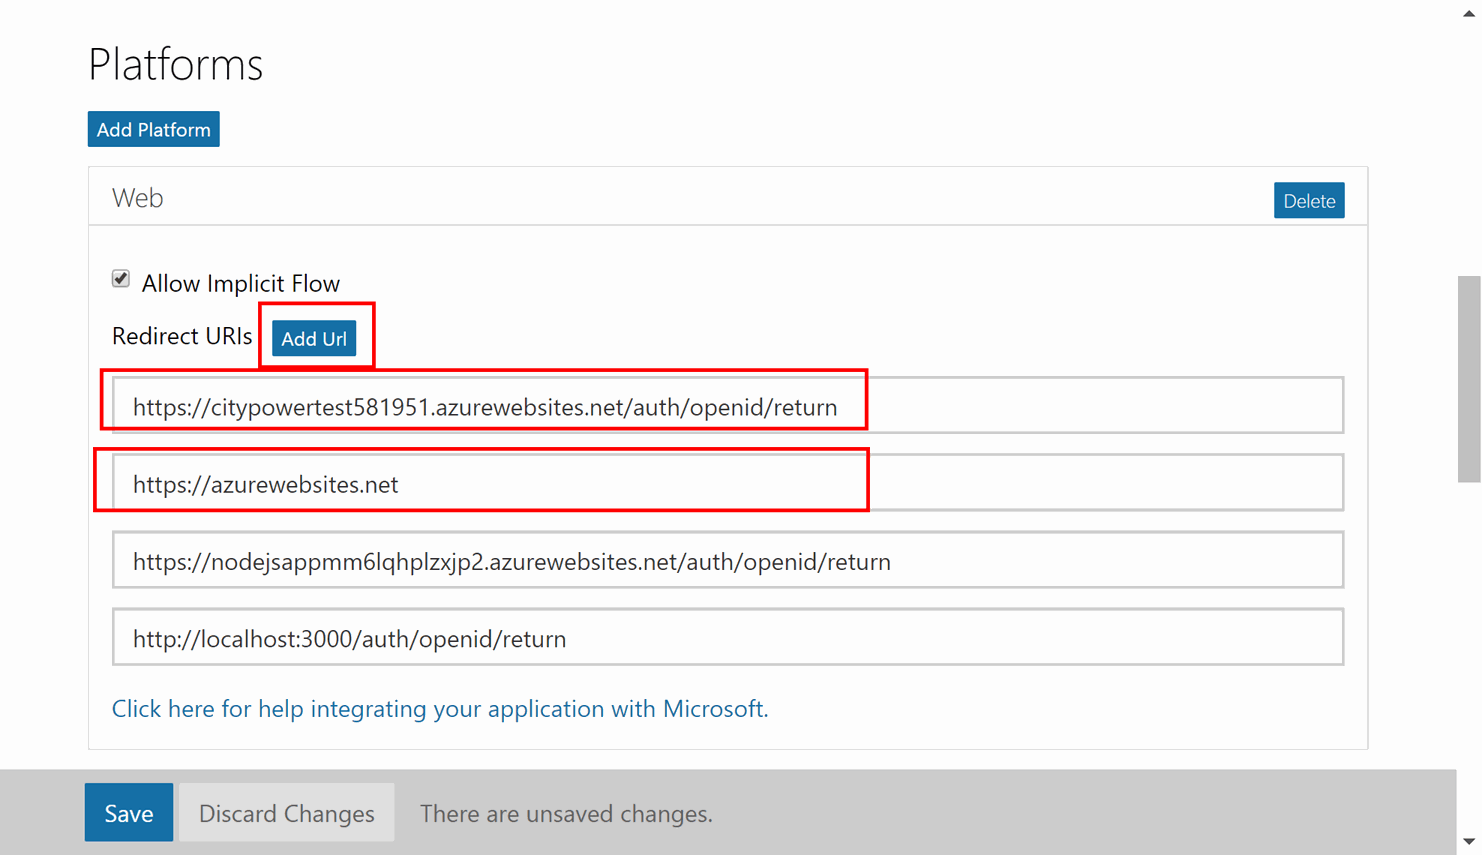 Platforms
Add Platform
Web
Delete
Allow Implicit Flow
Redirect URIs
Add Url
https://citypowertest581951.azurewebsites.net/auth/openid/return
https://azurewebsites.net
https://nodejsappmm6lqhplzxjp2.azurewebsites.net/auth/openid/return
http://localhost:3000/auth/openid/return
Click here for help integrating your application with Microsoft.
Save
Discard Changes
There are unsaved changes.